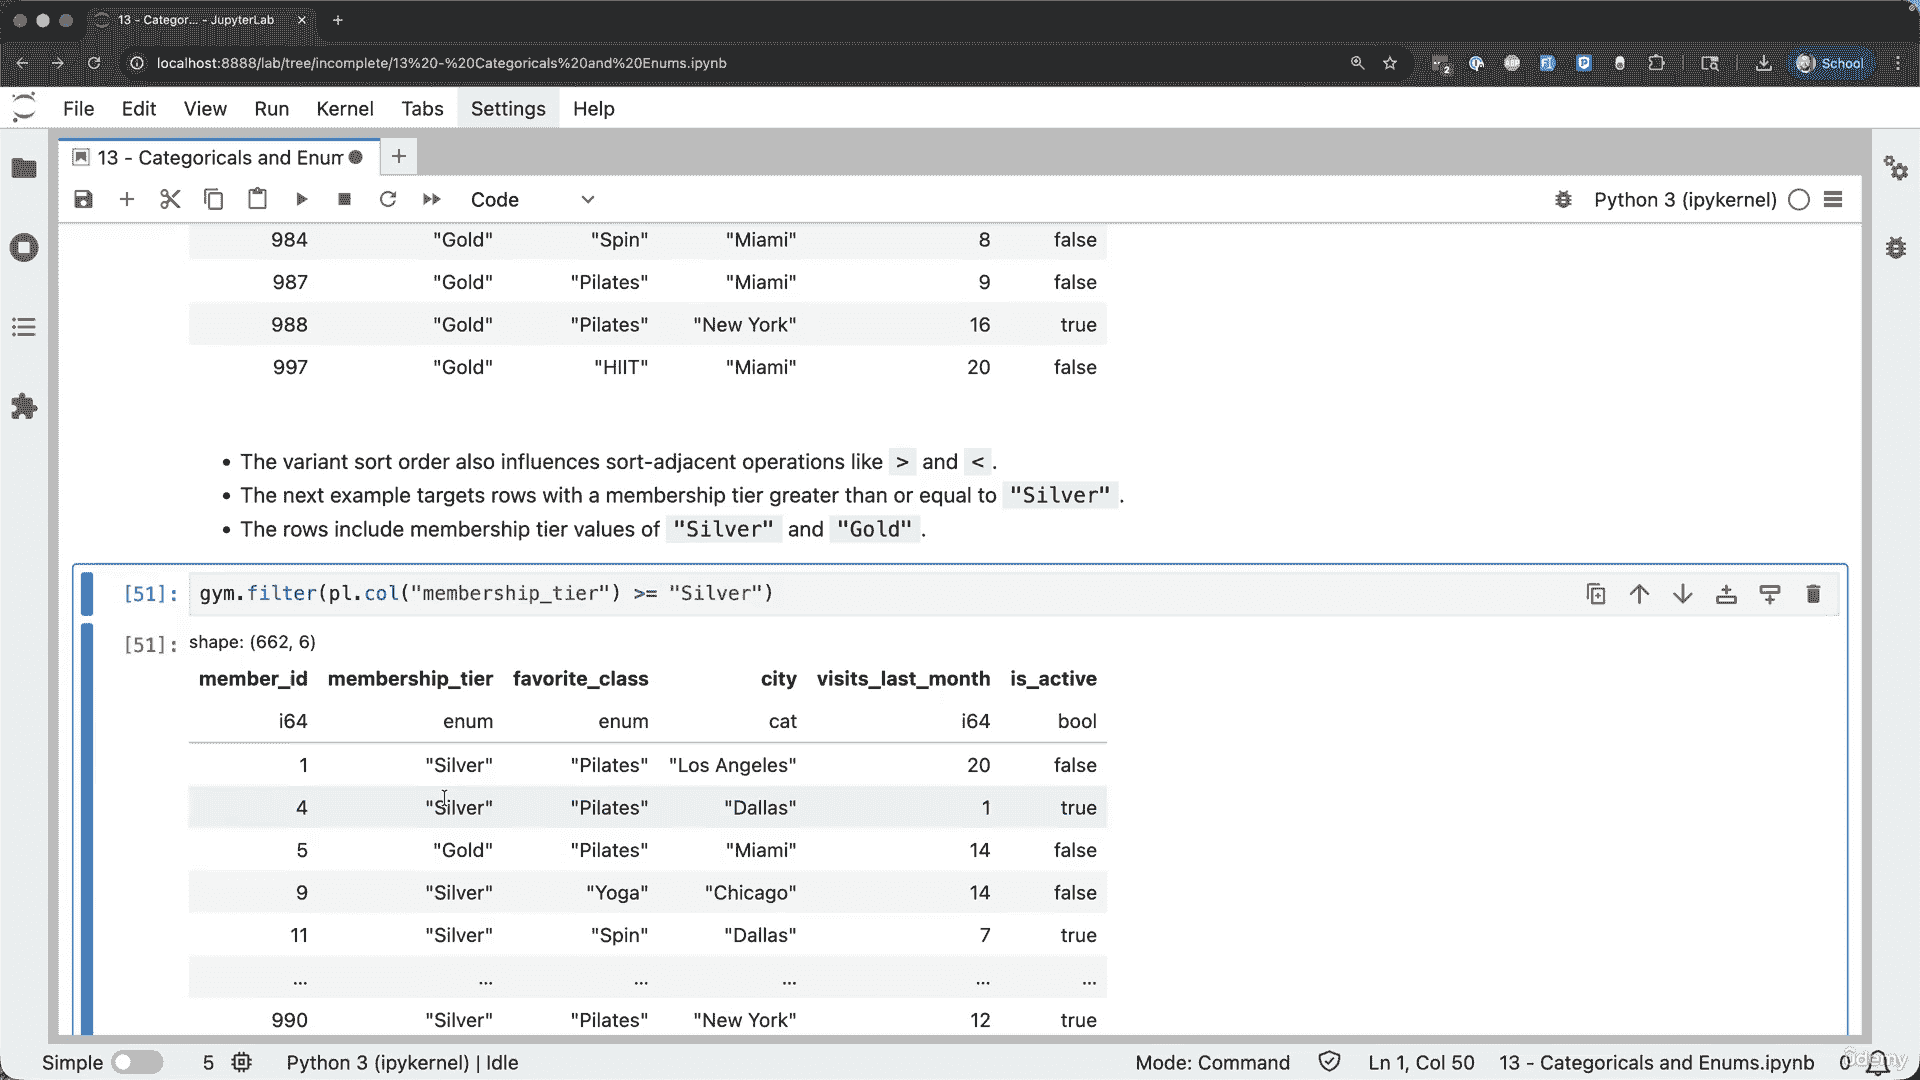 13 - Categor... - JupyterLab
localhost:8888/lab/tree/incomplete/13%20-%20Categoricals%20and%20Enums.ipynb
2
School
File Edit View Run Kernel Tabs Settings Help
13 - Categoricals and Enum
Code
Python 3 (ipykernel)
984 "Gold" "Spin" "Miami" 8 false
987 "Gold" "Pilates" "Miami" 9 false
988 "Gold" "Pilates" "New York" 16 true
997 "Gold" "HIIT" "Miami" 20 false
• The variant sort order also influences sort-adjacent operations like > and < .
• The next example targets rows with a membership tier greater than or equal to "Silver" .
• The rows include membership tier values of "Silver" and "Gold" .
[51]: gym.filter(pl.col("membership_tier") >= "Silver")
[51]: shape: (662, 6)
member_id membership_tier favorite_class city visits_last_month is_active
i64 enum enum cat i64 bool
1 "Silver" "Pilates" "Los Angeles" 20 false
4 "Silver" "Pilates" "Dallas" 1 true
5 "Gold" "Pilates" "Miami" 14 false
9 "Silver" "Yoga" "Chicago" 14 false
11 "Silver" "Spin" "Dallas" 7 true
... ... ... ... ... ...
990 "Silver" "Pilates" "New York" 12 true
Simple 5 Python 3 (ipykernel) | Idle Mode: Command Ln 1, Col 50 13 - Categoricals and Enums.ipynb 0
Udemy